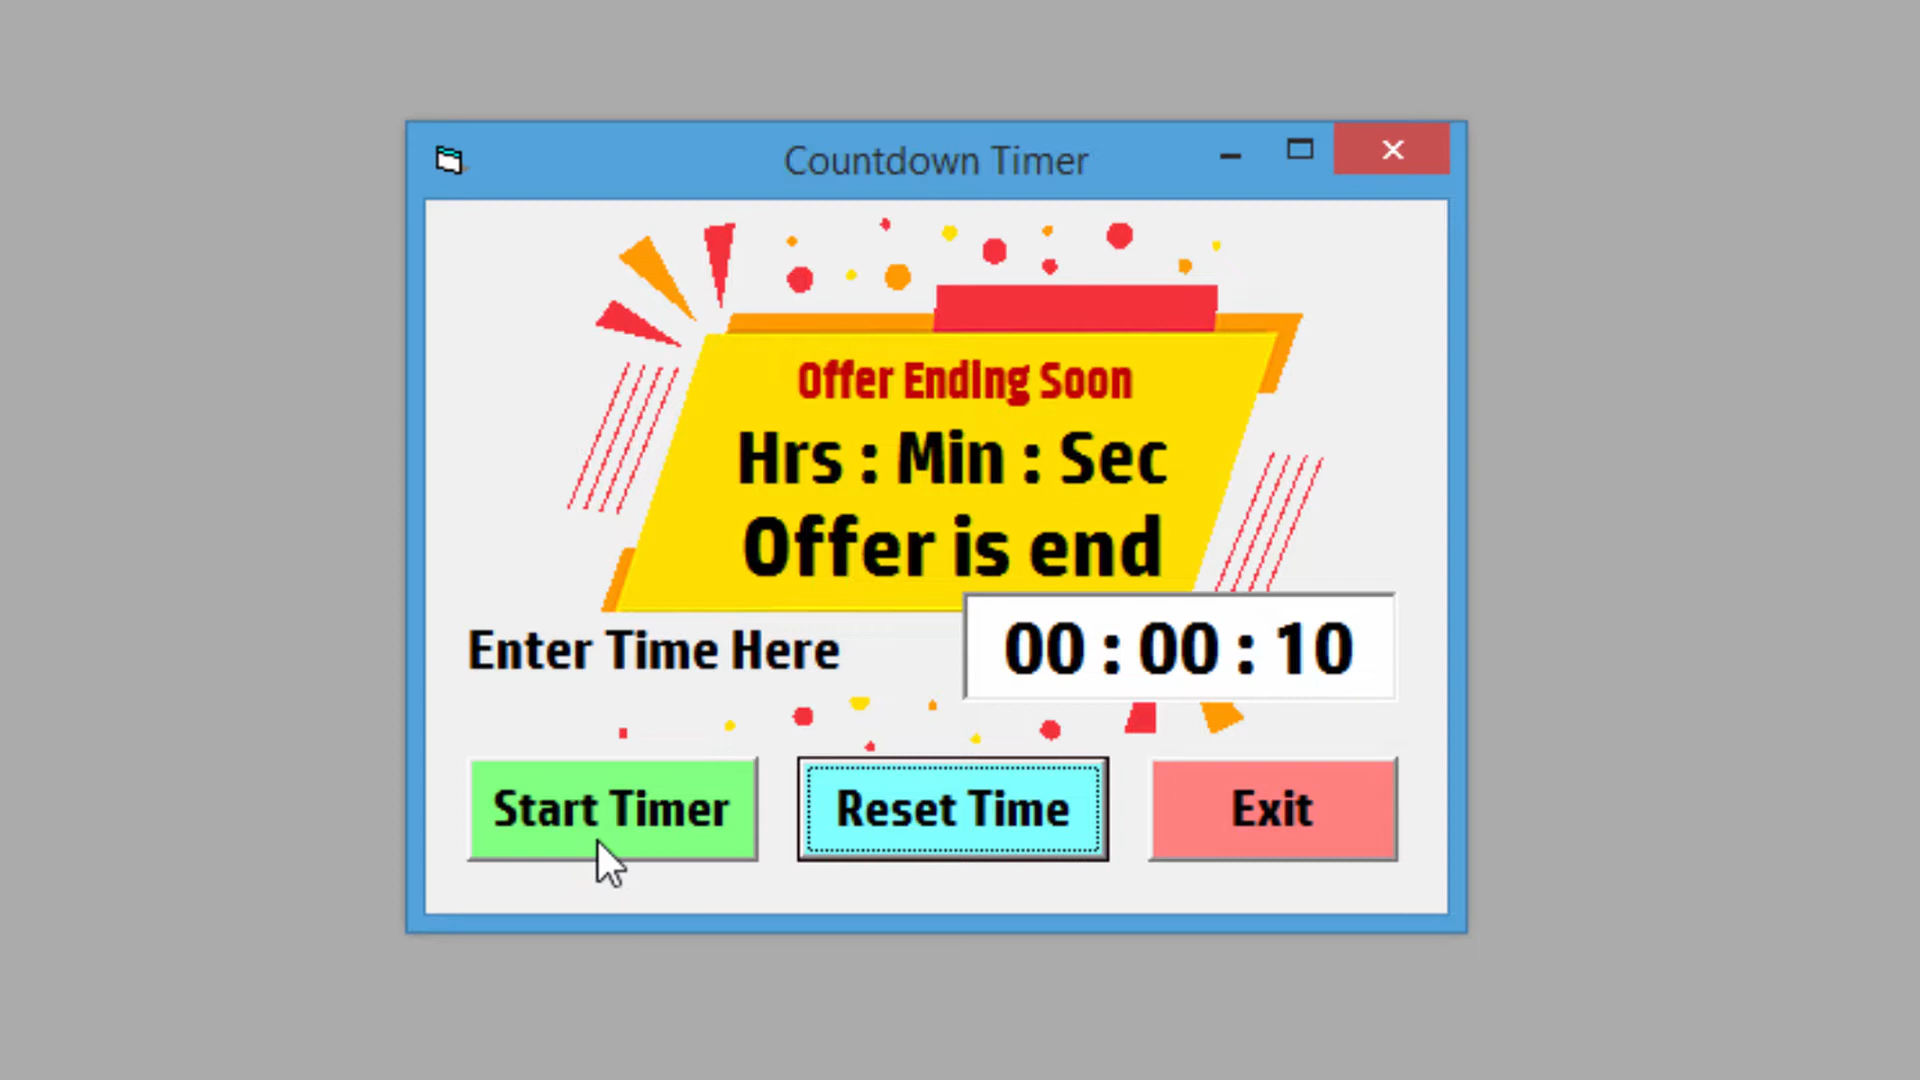 Countdown Timer
Offer Ending Soon
Hrs : Min : Sec
Offer is end
Enter Time Here
00 : 00 : 10
Start Timer
Reset Time
Exit